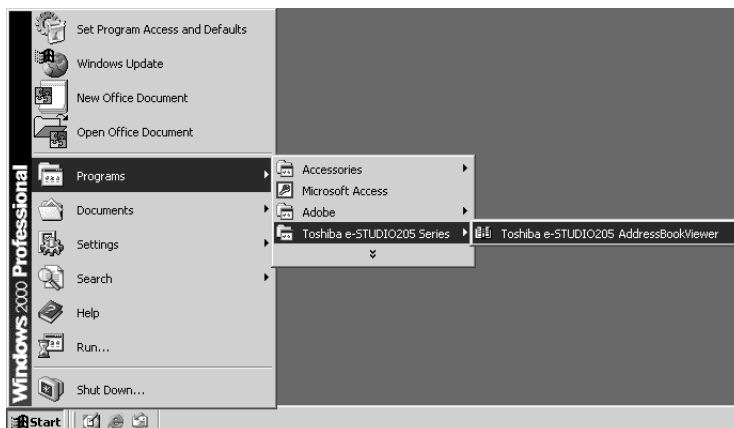 Set Program Access and Defaults
Windows Update
New Office Document
Open Office Document
Programs
Documents
Settings
Search
Help
Run...
Shut Down...
Windows 2000 Professional
Accessories
Microsoft Access
Adobe
Toshiba e-STUDIO205 Series
Toshiba e-STUDIO205 AddressBookViewer
Start